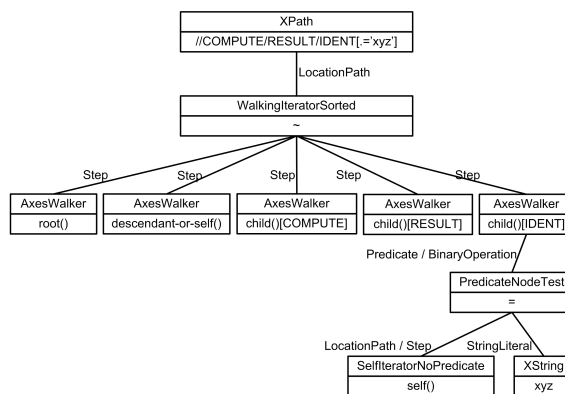 XPath
//COMPUTE/RESULT/IDENT[.='xyz']
LocationPath
WalkingIteratorSorted
~
Step Step Step Step Step
AxesWalker AxesWalker AxesWalker AxesWalker AxesWalker
root() descendant-or-self() child()[COMPUTE] child()[RESULT] child()[IDENT]
Predicate / BinaryOperation
PredicateNodeTest
=
LocationPath / Step StringLiteral
SelfIteratorNoPredicate XString
self() xyz